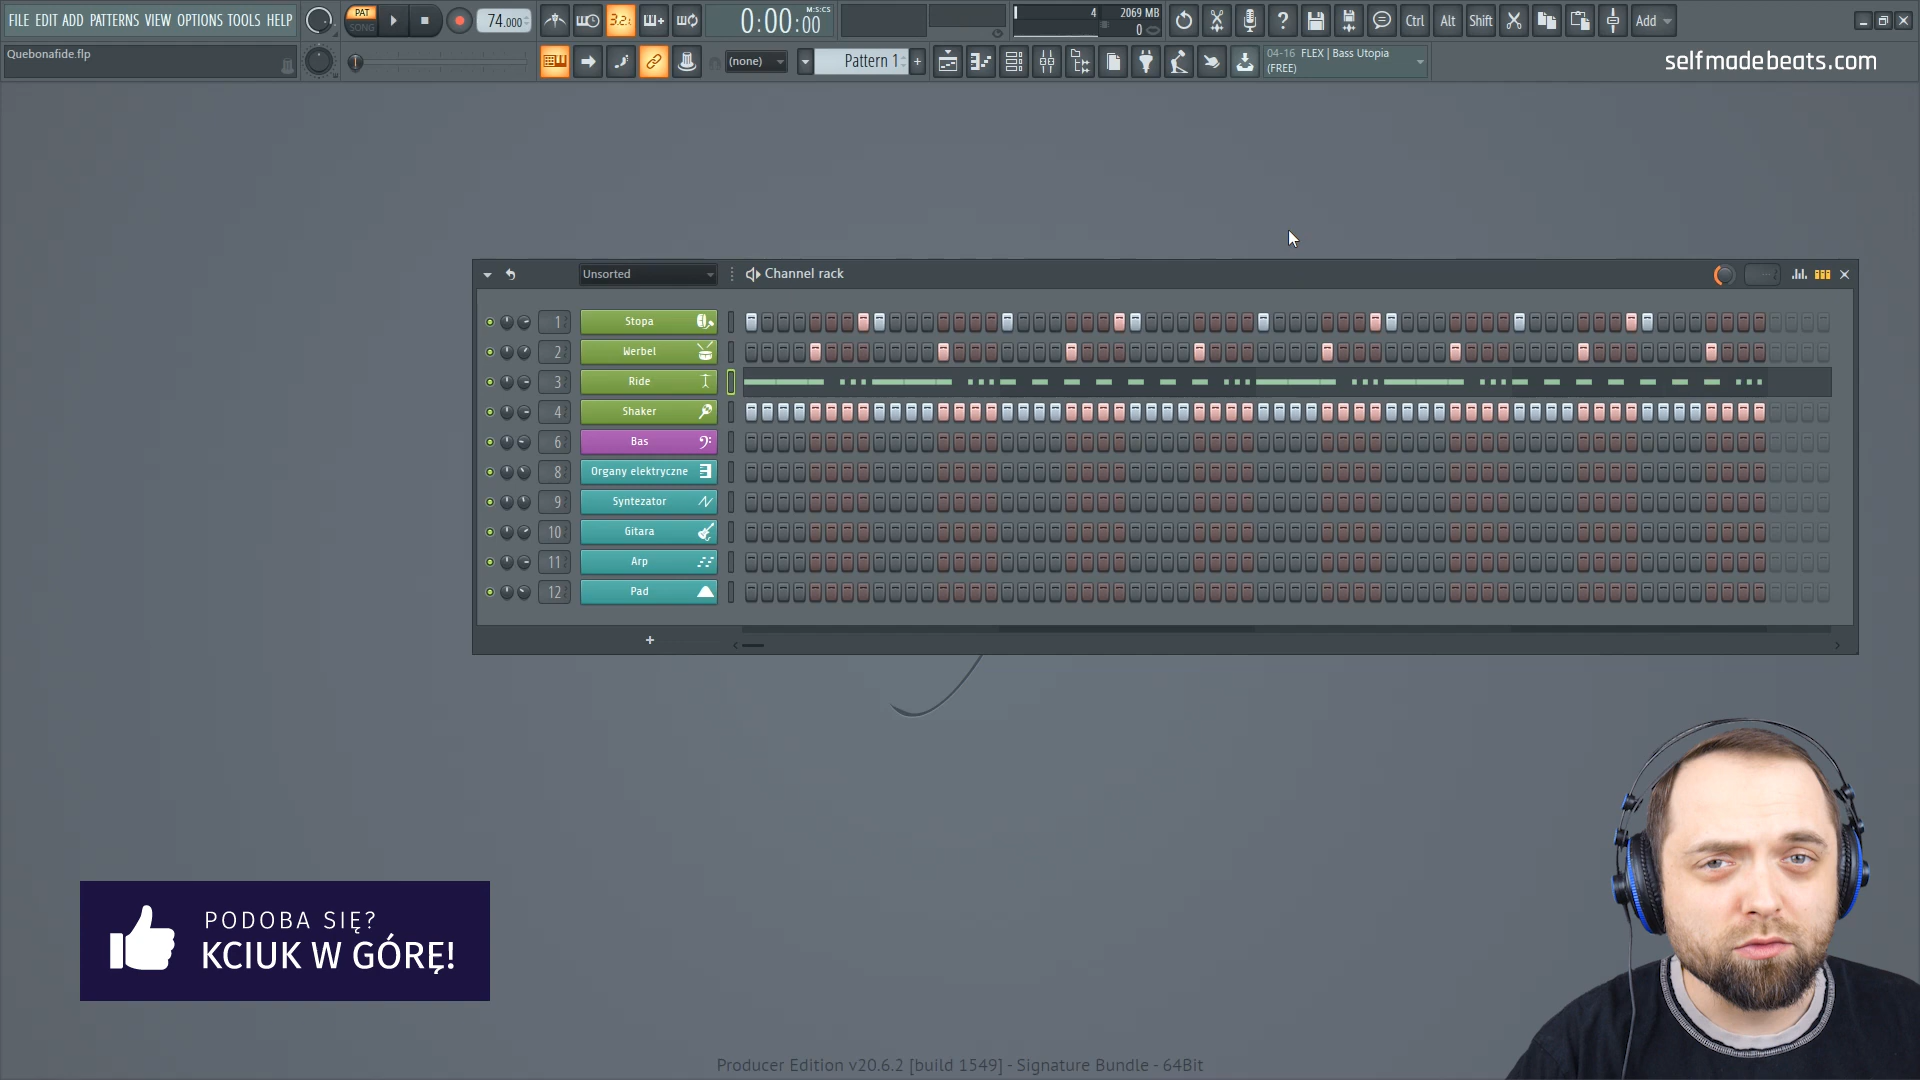 FILE EDIT ADD PATTERNS VIEW OPTIONS TOOLS HELP
PAT
SONG
74.000
3.2.
M:S:CS
0:00:00
4
2069 MB
0
Ctrl
Alt
Shift
Add
Quebonafide.flp
(none)
Pattern 1
+
04-16 FLEX | Bass Utopia
(FREE)
selfmadebeats.com
Unsorted
Channel rack
1 Stopa
2 Werbel
3 Ride
4 Shaker
6 Bas
8 Organy elektryczne
9 Syntezator
10 Gitara
11 Arp
12 Pad
+
PODOBA SIĘ?
KCIUK W GÓRĘ!
Producer Edition v20.6.2 [build 1549] - Signature Bundle - 64Bit